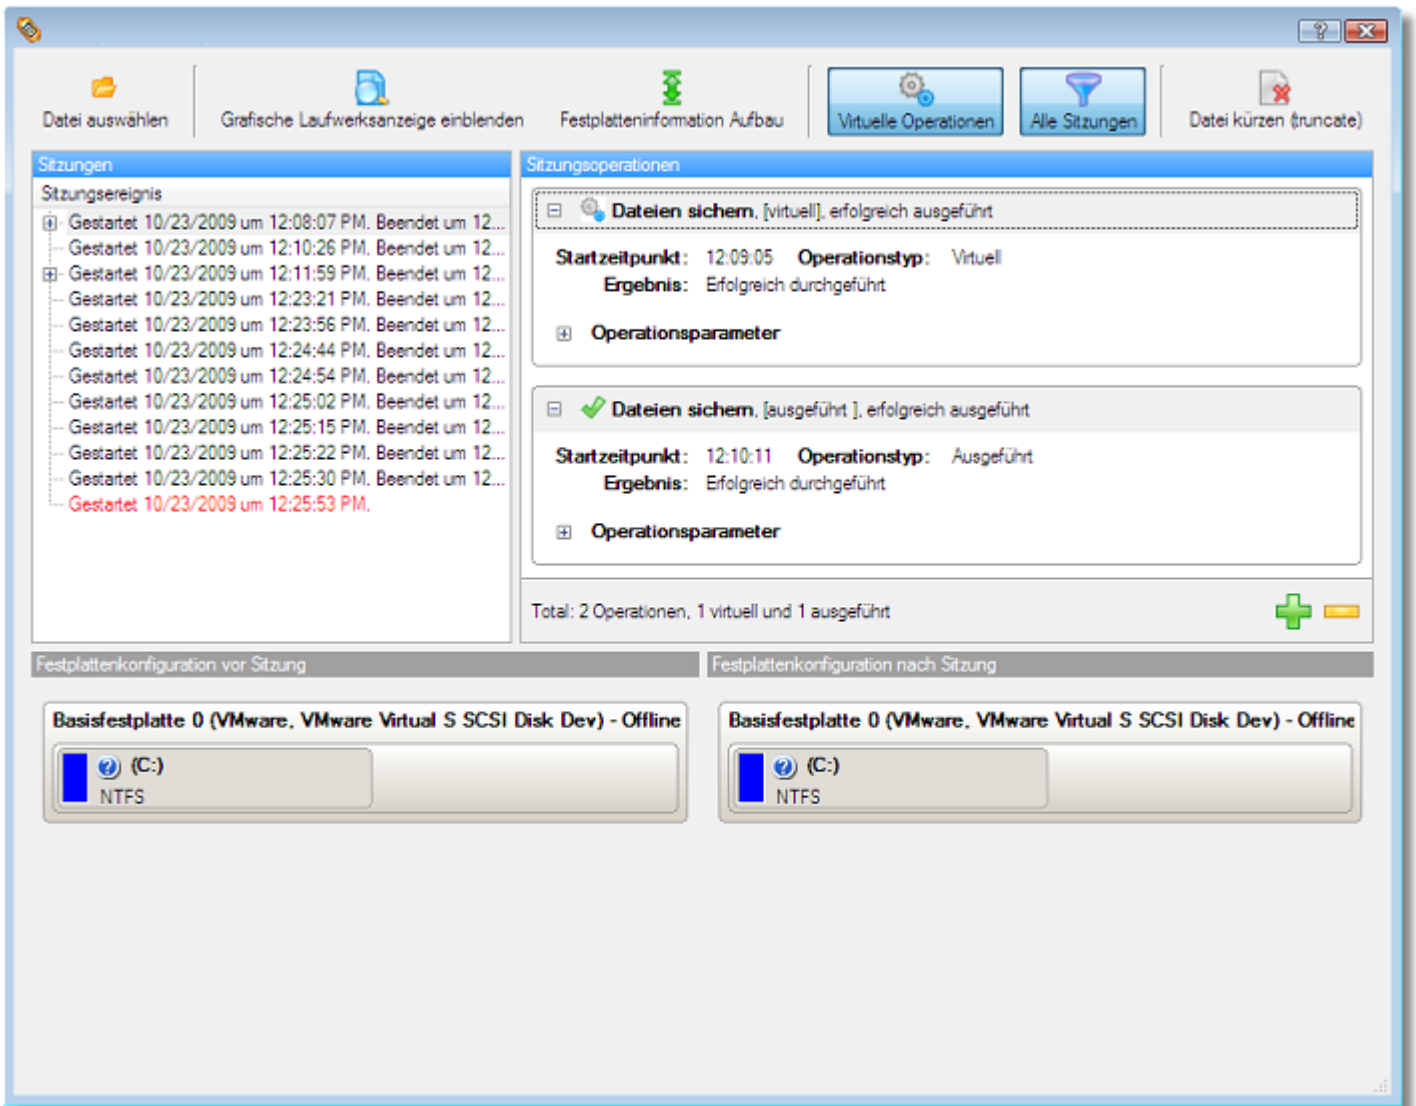 Datei auswählen
Grafische Laufwerksanzeige einblenden
Festplatteninformation Aufbau
Virtuelle Operationen
Alle Sitzungen
Datei kürzen (truncate)
Sitzungen
Sitzungsereignis
Gestartet 10/23/2009 um 12:08:07 PM. Beendet um 12...
Gestartet 10/23/2009 um 12:10:26 PM. Beendet um 12...
Gestartet 10/23/2009 um 12:11:59 PM. Beendet um 12...
Gestartet 10/23/2009 um 12:23:21 PM. Beendet um 12...
Gestartet 10/23/2009 um 12:23:56 PM. Beendet um 12...
Gestartet 10/23/2009 um 12:24:44 PM. Beendet um 12...
Gestartet 10/23/2009 um 12:24:54 PM. Beendet um 12...
Gestartet 10/23/2009 um 12:25:02 PM. Beendet um 12...
Gestartet 10/23/2009 um 12:25:15 PM. Beendet um 12...
Gestartet 10/23/2009 um 12:25:22 PM. Beendet um 12...
Gestartet 10/23/2009 um 12:25:30 PM. Beendet um 12...
Gestartet 10/23/2009 um 12:25:53 PM.
Sitzungsoperationen
Dateien sichern, [virtuell], erfolgreich ausgeführt
Startzeitpunkt: 12:09:05 Operationstyp: Virtuell
Ergebnis: Erfolgreich durchgeführt
Operationsparameter
Dateien sichern, [ausgeführt ], erfolgreich ausgeführt
Startzeitpunkt: 12:10:11 Operationstyp: Ausgeführt
Ergebnis: Erfolgreich durchgeführt
Operationsparameter
Total: 2 Operationen, 1 virtuell und 1 ausgeführt
Festplattenkonfiguration vor Sitzung
Basisfestplatte 0 (VMware, VMware Virtual S SCSI Disk Dev) - Offline
(C:)
NTFS
Festplattenkonfiguration nach Sitzung
Basisfestplatte 0 (VMware, VMware Virtual S SCSI Disk Dev) - Offline
(C:)
NTFS